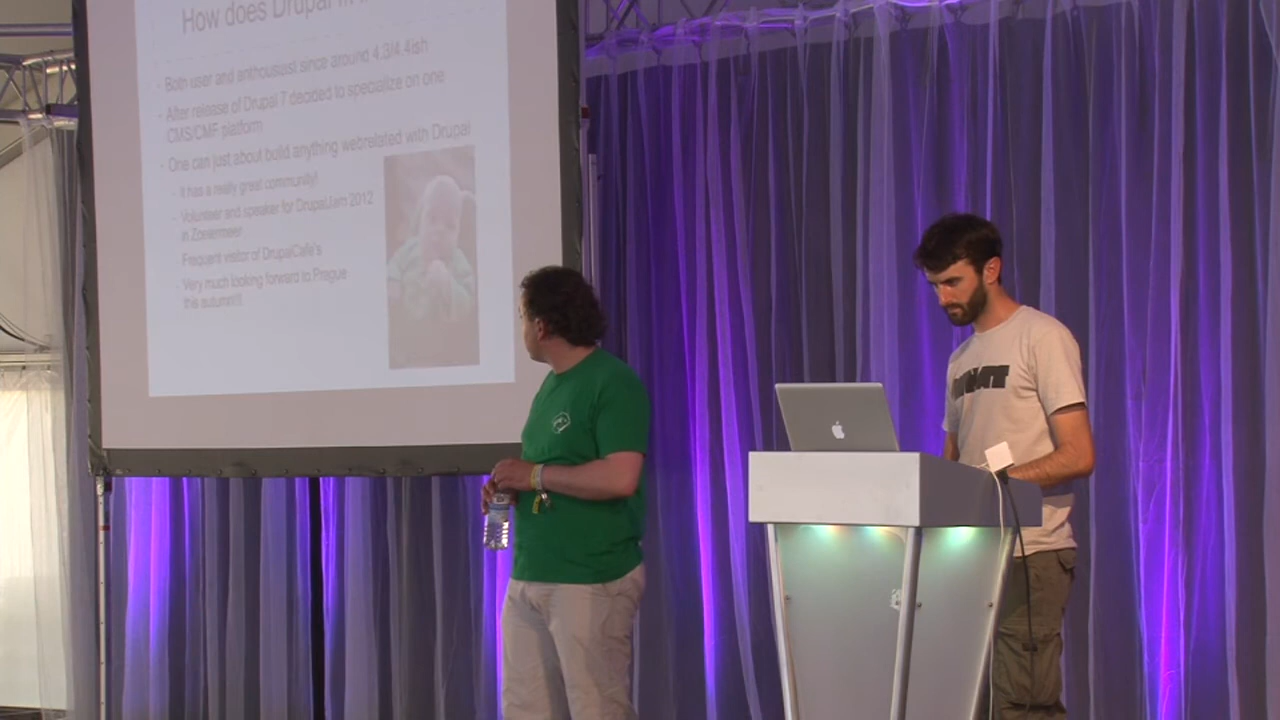 How does Drupal fit
- Both user and enthousiast since around 4.3/4.4ish
- After release of Drupal 7 decided to specialize on one
CMS/CMF platform
- One can just about build anything webrelated with Drupal
- It has a really great community!
- Volunteer and speaker for DrupalJam 2012
in Zoetermeer
Frequent visitor of DrupalCafe's
Very much looking forward to Prague
this autumn!!!